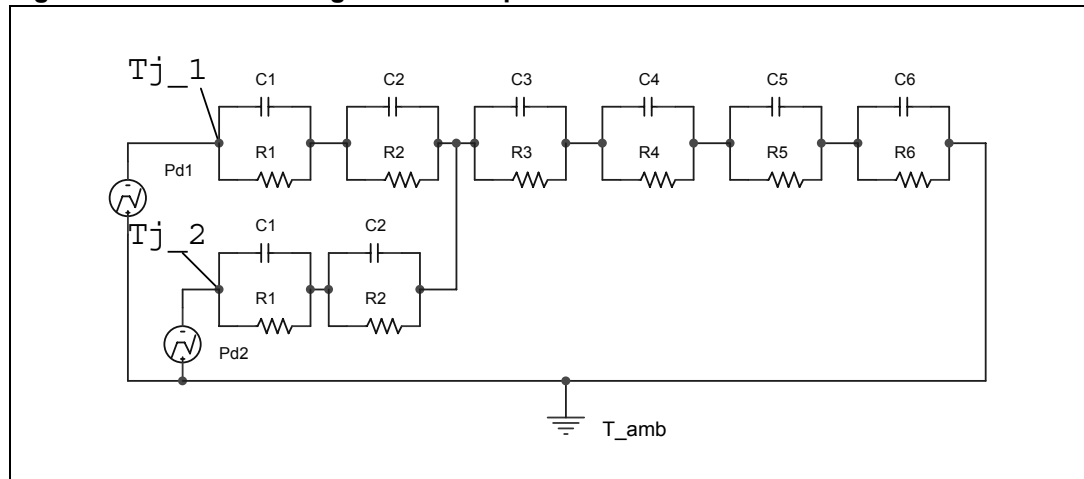 Tj_1
C1 C2 C3 C4 C5 C6
R1 R2 R3 R4 R5 R6
Pd1
Tj_2
C1 C2
R1 R2
Pd2
T_amb